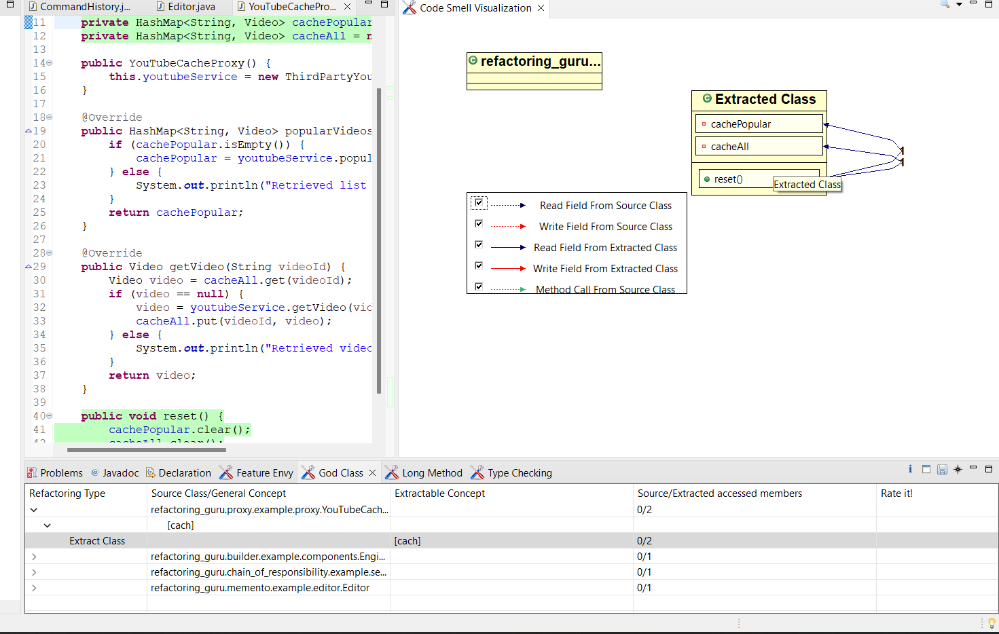 CommandHistory.j...
Editor.java
YouTubeCachePro...
Code Smell Visualization
11 private HashMap<String, Video> cachePopular
12 private HashMap<String, Video> cacheAll = n
13
14 public YouTubeCacheProxy() {
15 this.youtubeService = new ThirdPartyYou
16 }
17
18 @Override
19 public HashMap<String, Video> popularVideos
20 if (cachePopular.isEmpty()) {
21 cachePopular = youtubeService.popul
22 } else {
23 System.out.println("Retrieved list
24 }
25 return cachePopular;
26 }
27
28 @Override
29 public Video getVideo(String videoId) {
30 Video video = cacheAll.get(videoId);
31 if (video == null) {
32 video = youtubeService.getVideo(vid
33 cacheAll.put(videoId, video);
34 } else {
35 System.out.println("Retrieved video
36 }
37 return video;
38 }
39
40 public void reset() {
41 cachePopular.clear();
42 cacheAll.clear();
refactoring_guru...
Extracted Class
cachePopular
cacheAll
reset()
Extracted Class
1
1
Read Field From Source Class
Write Field From Source Class
Read Field From Extracted Class
Write Field From Extracted Class
Method Call From Source Class
Problems
@ Javadoc
Declaration
Feature Envy
God Class
Long Method
Type Checking
Refactoring Type Source Class/General Concept Extractable Concept Source/Extracted accessed members Rate it!
refactoring_guru.proxy.example.proxy.YouTubeCach... 0/2
[cach]
Extract Class [cach] 0/2
refactoring_guru.builder.example.components.Engi... 0/1
refactoring_guru.chain_of_responsibility.example.se... 0/1
refactoring_guru.memento.example.editor.Editor 0/1